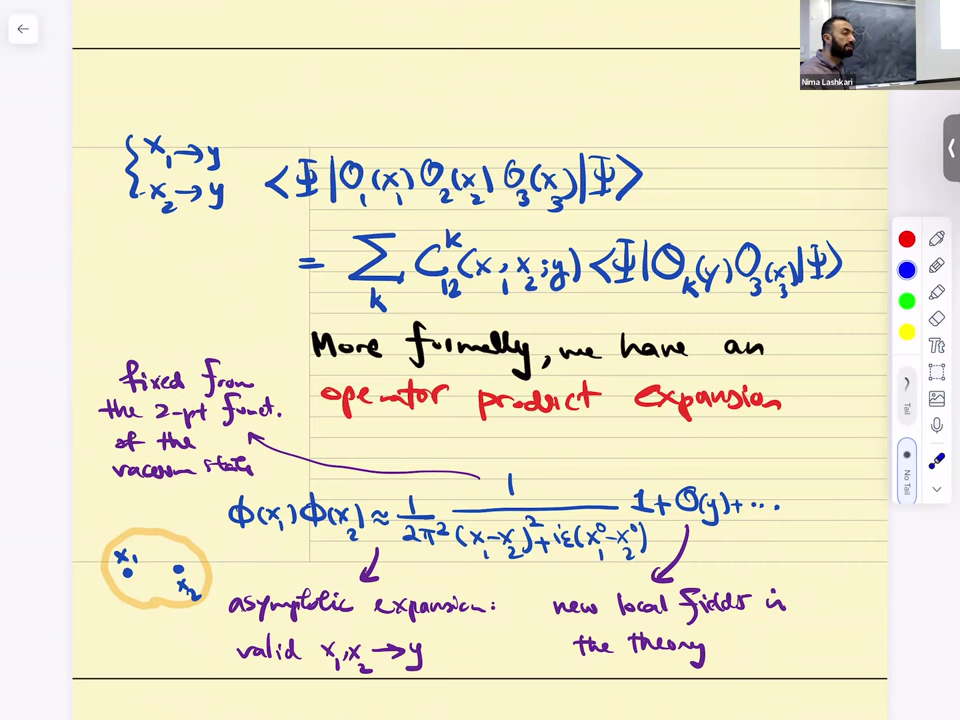 Nima Lashkari
{ x₁ → y
x₂ → y
<Ψ|O₁(x₁) O₂(x₂) O₃(x₃)|Ψ>
= Σ_k C₁₂^k (x₁, x₂; y) <Ψ|O_k(y) O₃(x₃)|Ψ>
More formally, we have an
operator product expansion
fixed from
the 2-pt funct.
of the
vacuum state
ϕ(x₁) ϕ(x₂) ≈ 1/2π² 1/((x₁-x₂)² + iε(x₁⁰-x₂⁰)) 1 + O(y) + ...
x₁
x₂
asymptotic expansion:
valid x₁, x₂ → y
new local fields in
the theory
Tt
Tail
No Tail